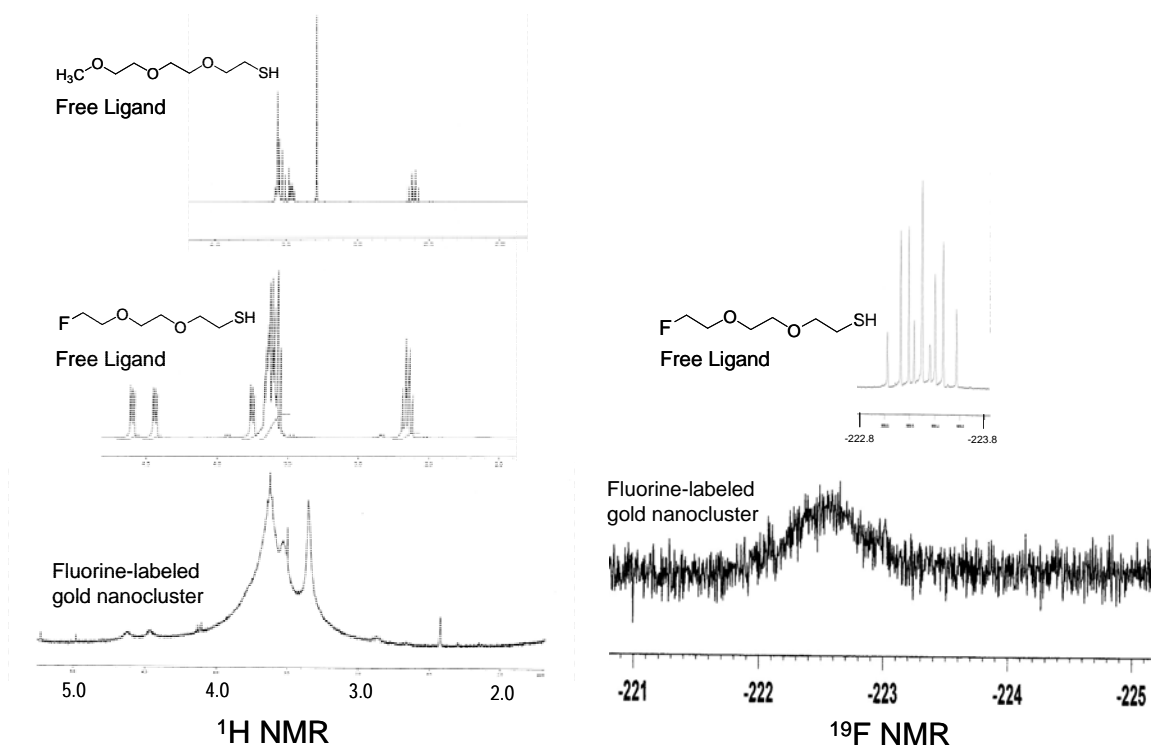 H₃C O O O SH
Free Ligand
F O O SH
Free Ligand
Fluorine-labeled
gold nanocluster
5.0 4.0 3.0 2.0
¹H NMR
F O O SH
Free Ligand
-222.8 -223.8
Fluorine-labeled
gold nanocluster
-221 -222 -223 -224 -225
¹⁹F NMR